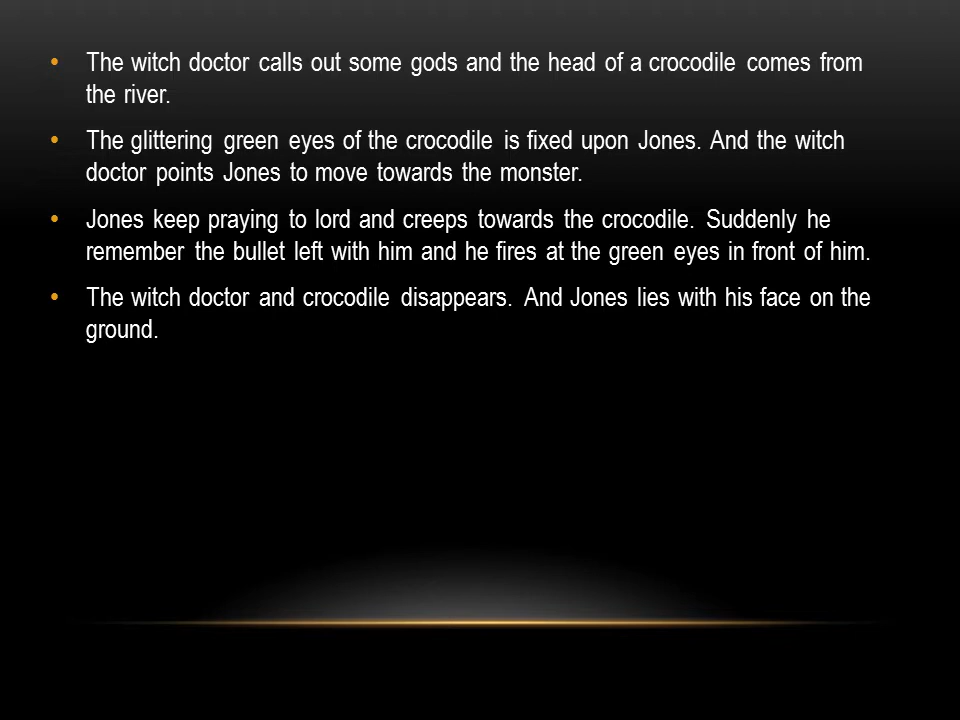 • The witch doctor calls out some gods and the head of a crocodile comes from
the river.
• The glittering green eyes of the crocodile is fixed upon Jones. And the witch
doctor points Jones to move towards the monster.
• Jones keep praying to lord and creeps towards the crocodile. Suddenly he
remember the bullet left with him and he fires at the green eyes in front of him.
• The witch doctor and crocodile disappears. And Jones lies with his face on the
ground.